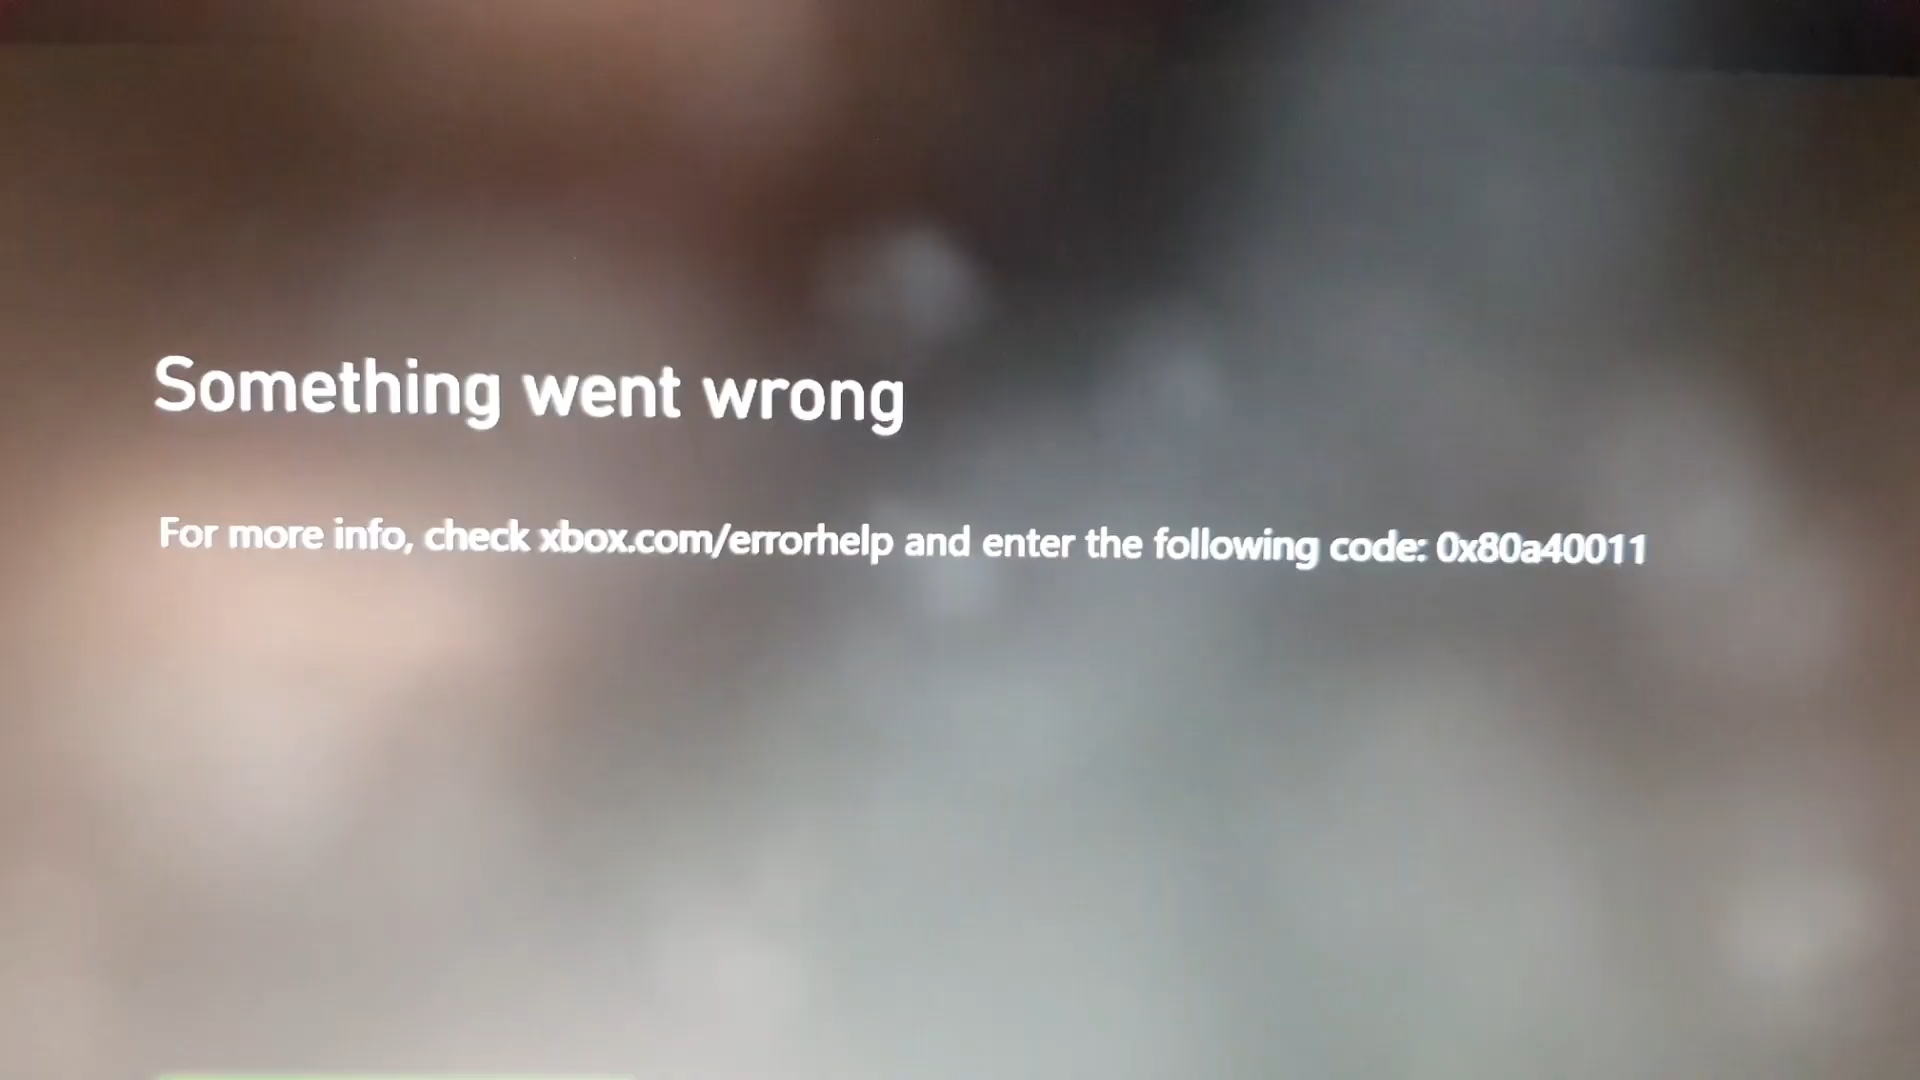 Something went wrong
For more info, check xbox.com/errorhelp and enter the following code: 0x80a40011